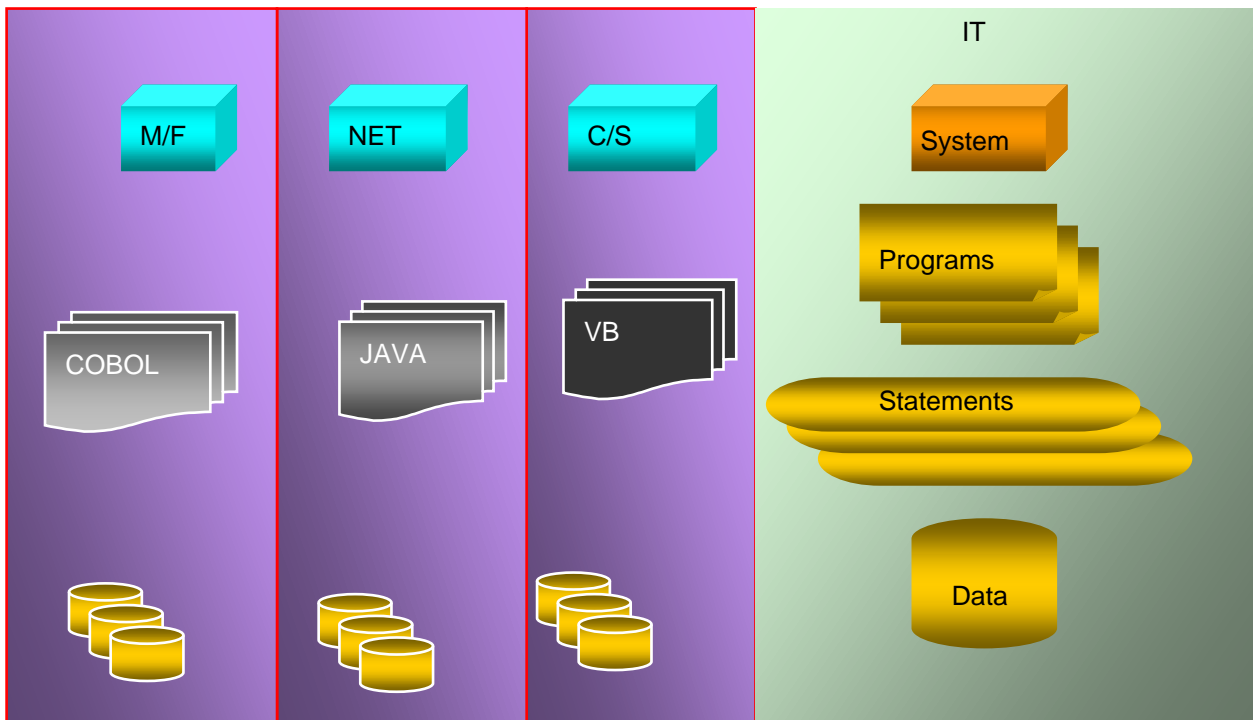 IT
M/F
NET
C/S
System
Programs
COBOL
JAVA
VB
Statements
Data